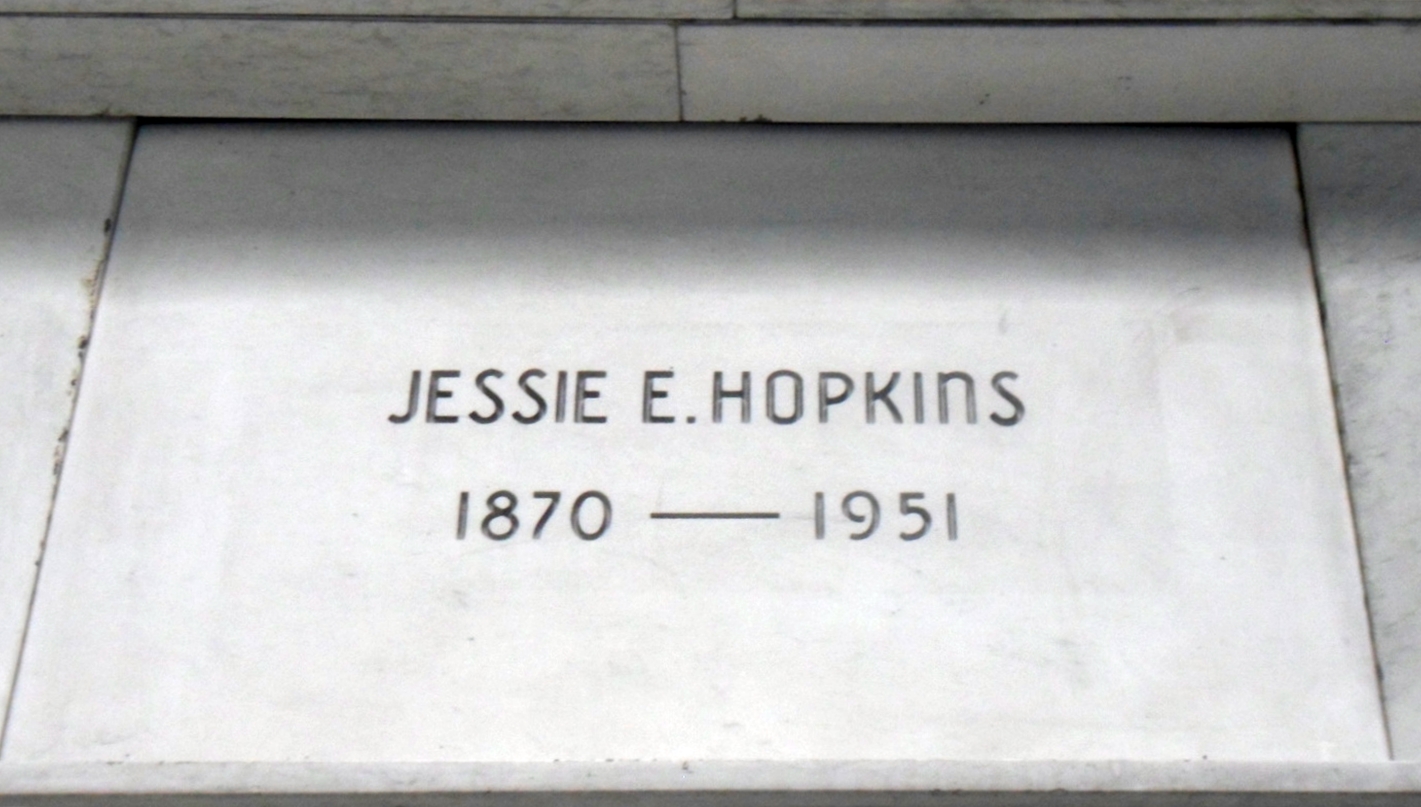 JESSIE E. HOPKINS
1870 — 1951